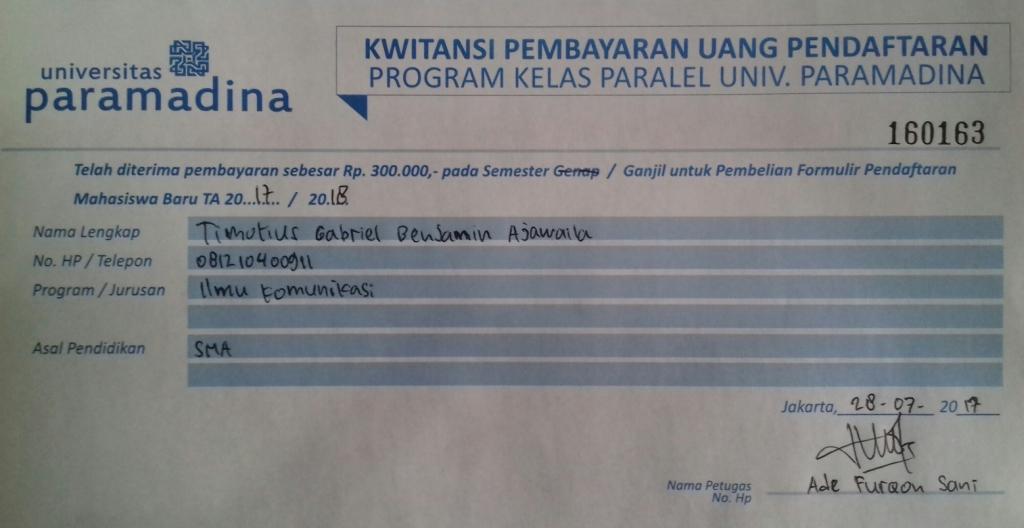 universitas
paramadina
KWITANSI PEMBAYARAN UANG PENDAFTARAN
PROGRAM KELAS PARALEL UNIV. PARAMADINA
160163
Telah diterima pembayaran sebesar Rp. 300.000,- pada Semester Genap / Ganjil untuk Pembelian Formulir Pendaftaran
Mahasiswa Baru TA 20...17.. / 20.18.
Nama Lengkap Timotius Gabriel Benjamin Ajawaila
No. HP / Telepon 081210400911
Program / Jurusan Ilmu Komunikasi
Asal Pendidikan SMA
Jakarta, 28-07- 2017
Nama Petugas Ade Furqon Sani
No. Hp